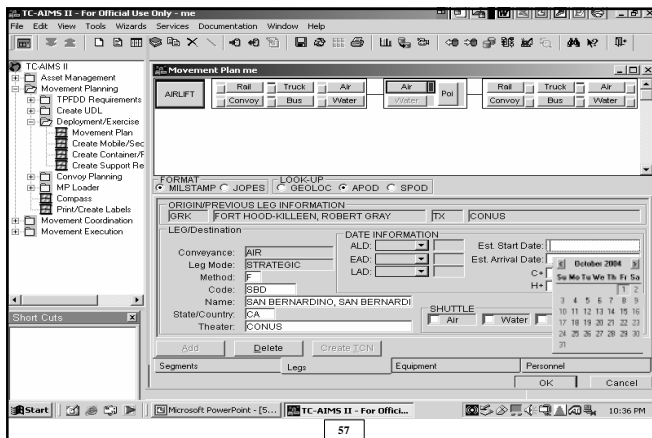 TC-AIMS II - For Official Use Only - me
File Edit View Tools Wizards Services Documentation Window Help
TC-AIMS II
Asset Management
Movement Planning
TPFDD Requirements
Create UDL
Deployment/Exercise
Movement Plan
Create Mobile/Sec
Create Container/F
Create Support Re
Convoy Planning
MP Loader
Compass
Print/Create Labels
Movement Coordination
Movement Execution
Short Cuts
Movement Plan me
AIRLIFT
Rail Truck Air
Convoy Bus Water
Air
Water
Poi
Rail Truck Air
Convoy Bus Water
FORMAT
MILSTAMP JOPES
LOOK-UP
GEOLOC APOD SPOD
ORIGIN/PREVIOUS LEG INFORMATION
GRK FORT HOOD-KILLEEN, ROBERT GRAY TX CONUS
LEG/Destination
Conveyance: AIR
Leg Mode: STRATEGIC
Method: F
Code: SBD
Name: SAN BERNARDINO, SAN BERNARDI
State/Country: CA
Theater: CONUS
DATE INFORMATION
ALD:
EAD:
LAD:
Est. Start Date:
Est. Arrival Date:
C+
H+
October 2004
Su Mo Tu We Th Fr Sa
1 2
3 4 5 6 7 8 9
10 11 12 13 14 15 16
17 18 19 20 21 22 23
24 25 26 27 28 29 30
31
SHUTTLE
Air Water
Add Delete Create TCN
Segments Legs Equipment Personnel
OK Cancel
Start
Microsoft PowerPoint - [5...
TC-AIMS II - For Offici...
10:36 PM
57